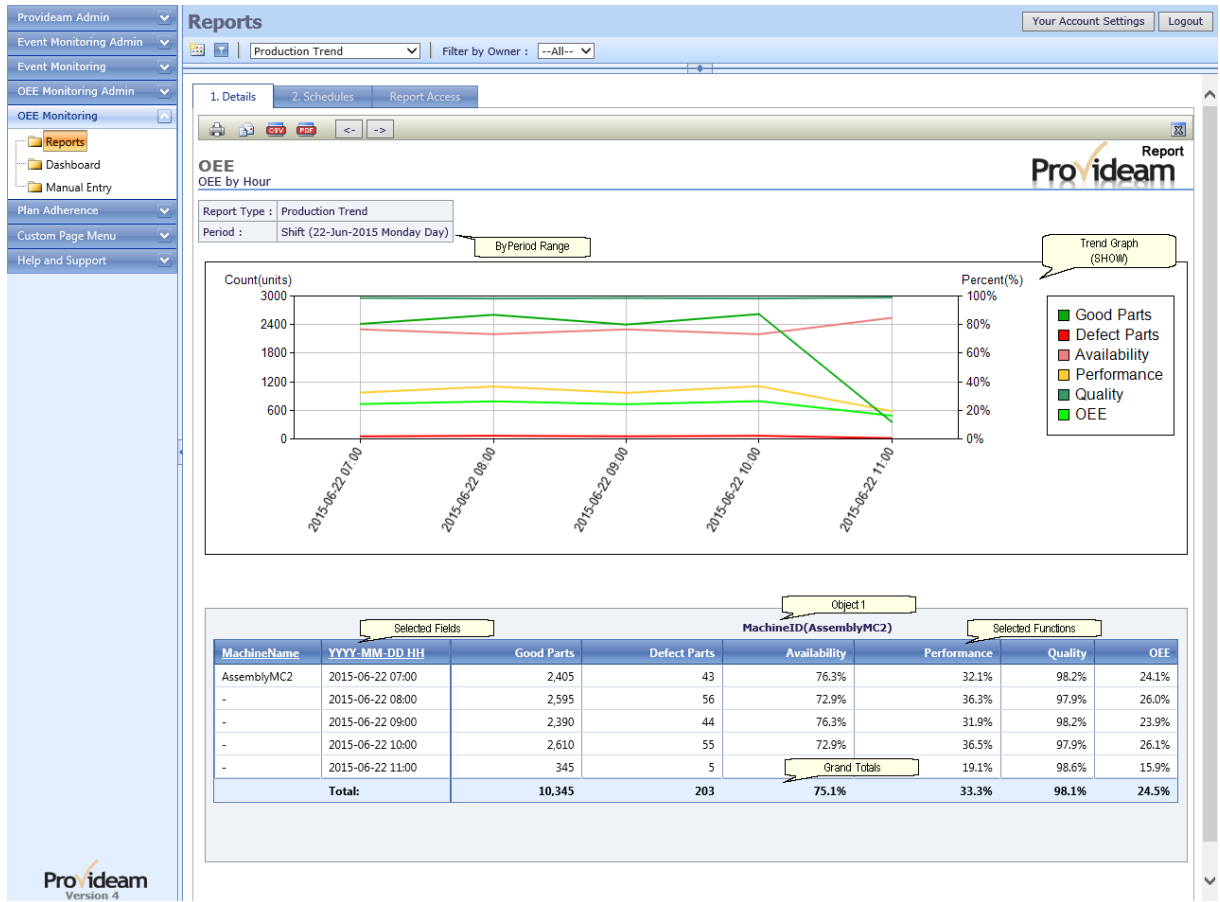 Provideam Admin
Event Monitoring Admin
Event Monitoring
OEE Monitoring Admin
OEE Monitoring
Reports
Dashboard
Manual Entry
Plan Adherence
Custom Page Menu
Help and Support
Provideam
Version 4
Reports
Your Account Settings Logout
Production Trend Filter by Owner : --All--
1. Details 2. Schedules Report Access
CSV PDF <- ->
Report
Provideam
OEE
OEE by Hour
Report Type : Production Trend
Period : Shift (22-Jun-2015 Monday Day)
ByPeriod Range
Trend Graph
(SHOW)
Count(units) Percent(%)
3000 100%
2400 80%
1800 60%
1200 40%
600 20%
0 0%
2015-06-22 07:00 2015-06-22 08:00 2015-06-22 09:00 2015-06-22 10:00 2015-06-22 11:00
Good Parts
Defect Parts
Availability
Performance
Quality
OEE
Object 1
Selected Fields MachineID(AssemblyMC2) Selected Functions
MachineName YYYY-MM-DD HH Good Parts Defect Parts Availability Performance Quality OEE
AssemblyMC2 2015-06-22 07:00 2,405 43 76.3% 32.1% 98.2% 24.1%
- 2015-06-22 08:00 2,595 56 72.9% 36.3% 97.9% 26.0%
- 2015-06-22 09:00 2,390 44 76.3% 31.9% 98.2% 23.9%
- 2015-06-22 10:00 2,610 55 72.9% 36.5% 97.9% 26.1%
- 2015-06-22 11:00 345 5 Grand Totals 19.1% 98.6% 15.9%
Total: 10,345 203 75.1% 33.3% 98.1% 24.5%